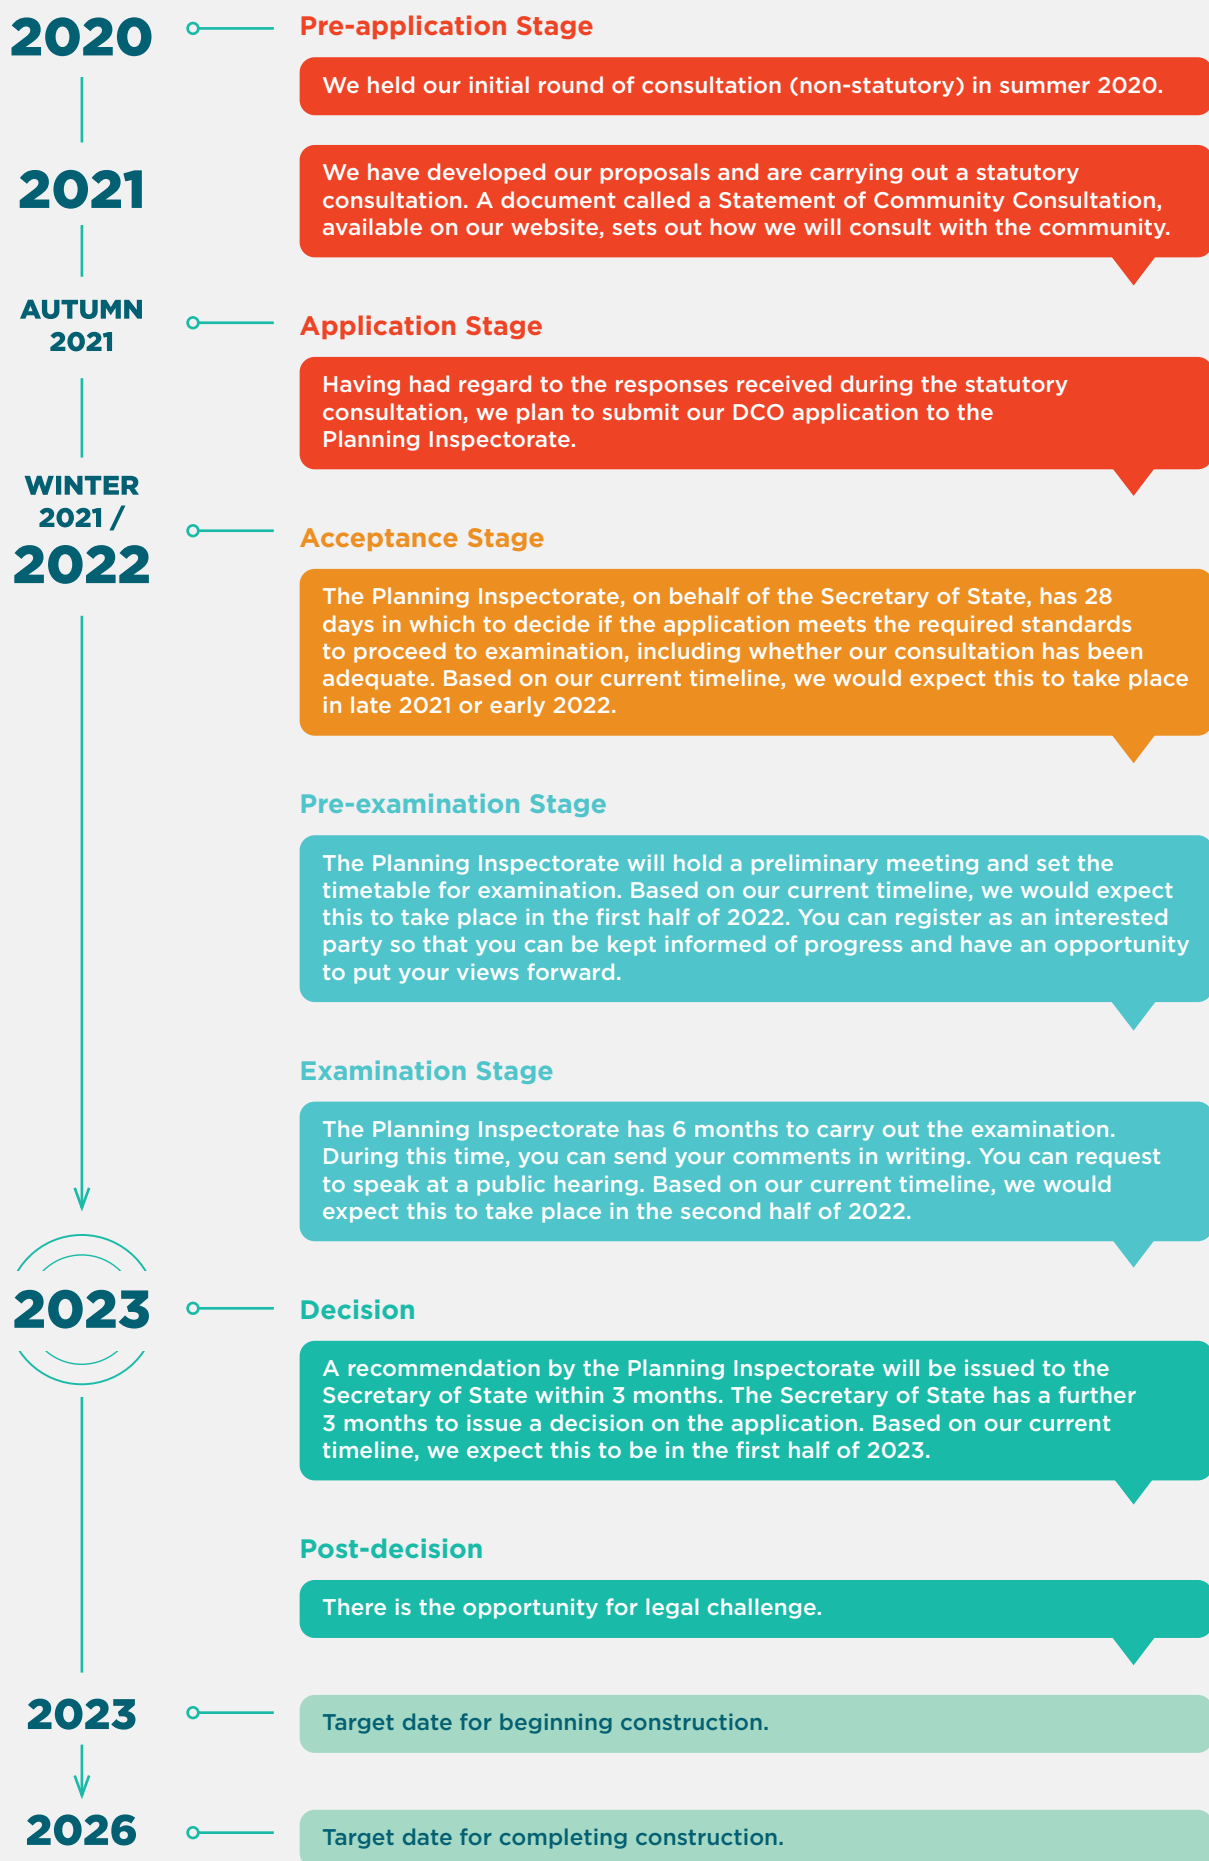 2020
Pre-application Stage
We held our initial round of consultation (non-statutory) in summer 2020.
2021
We have developed our proposals and are carrying out a statutory
consultation. A document called a Statement of Community Consultation,
available on our website, sets out how we will consult with the community.
AUTUMN
2021
Application Stage
Having had regard to the responses received during the statutory
consultation, we plan to submit our DCO application to the
Planning Inspectorate.
WINTER
2021 /
2022
Acceptance Stage
The Planning Inspectorate, on behalf of the Secretary of State, has 28
days in which to decide if the application meets the required standards
to proceed to examination, including whether our consultation has been
adequate. Based on our current timeline, we would expect this to take place
in late 2021 or early 2022.
Pre-examination Stage
The Planning Inspectorate will hold a preliminary meeting and set the
timetable for examination. Based on our current timeline, we would expect
this to take place in the first half of 2022. You can register as an interested
party so that you can be kept informed of progress and have an opportunity
to put your views forward.
Examination Stage
The Planning Inspectorate has 6 months to carry out the examination.
During this time, you can send your comments in writing. You can request
to speak at a public hearing. Based on our current timeline, we would
expect this to take place in the second half of 2022.
2023
Decision
A recommendation by the Planning Inspectorate will be issued to the
Secretary of State within 3 months. The Secretary of State has a further
3 months to issue a decision on the application. Based on our current
timeline, we expect this to be in the first half of 2023.
Post-decision
There is the opportunity for legal challenge.
2023
Target date for beginning construction.
2026
Target date for completing construction.